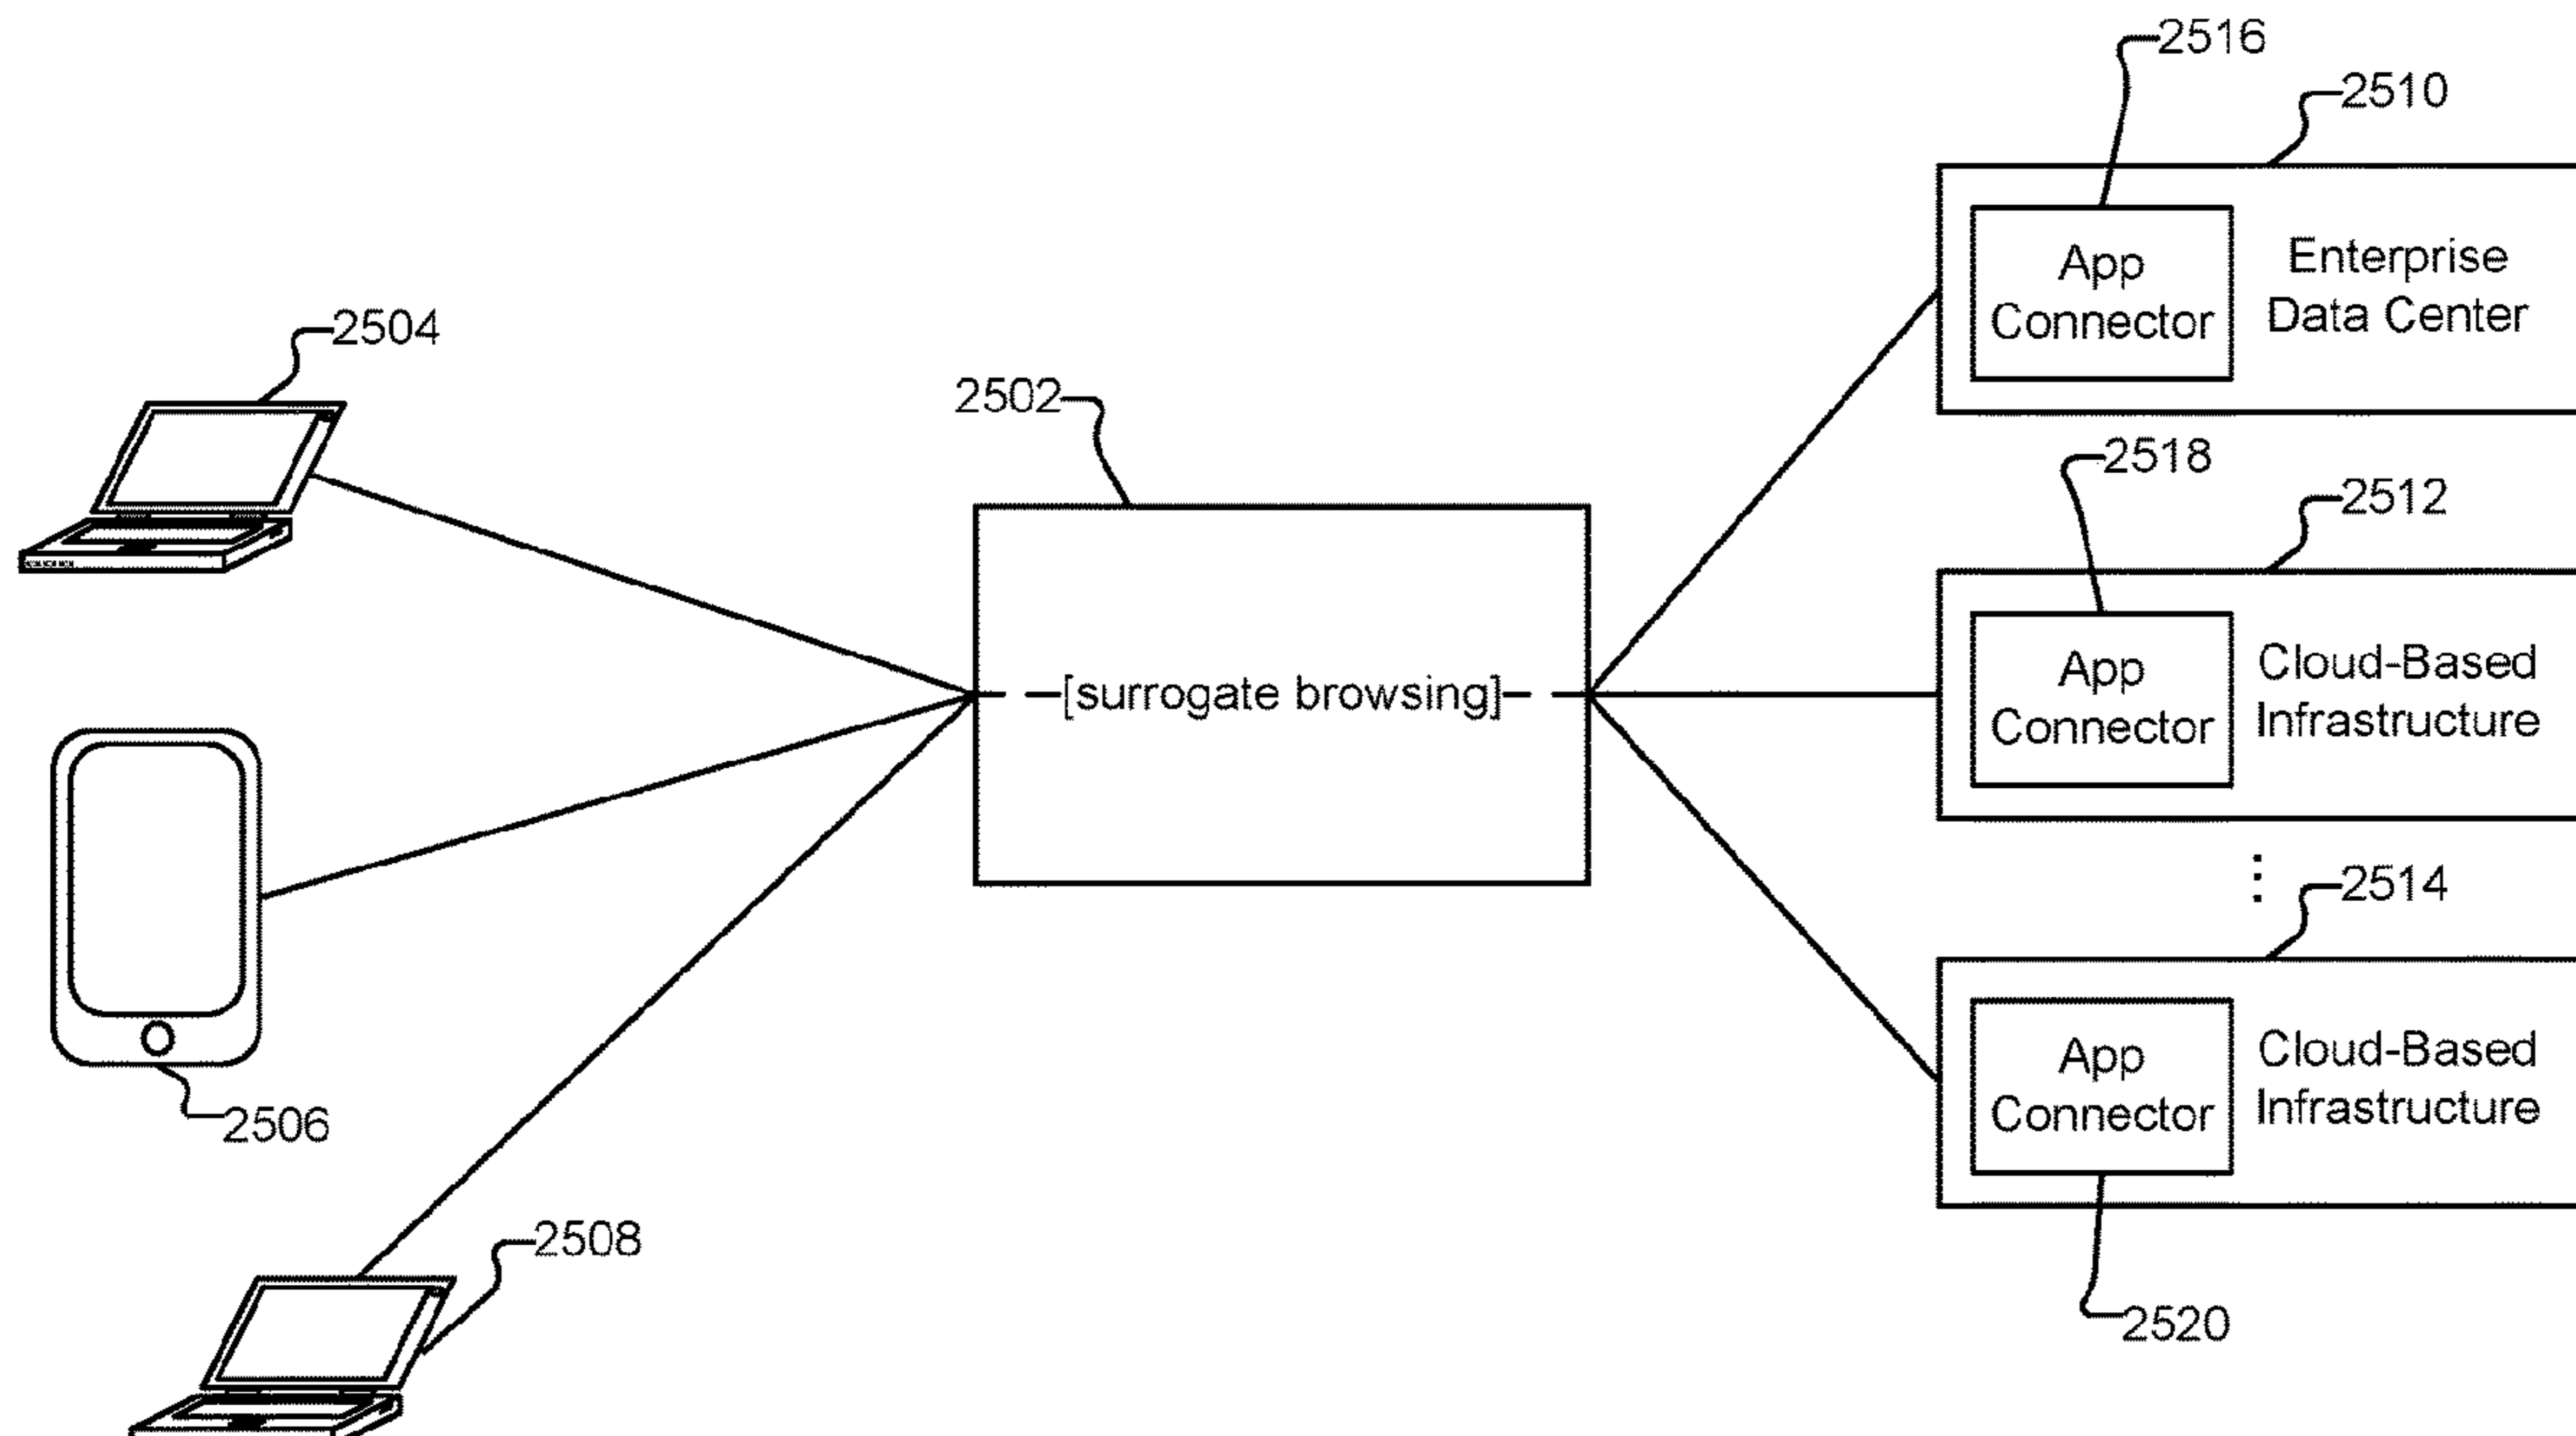 2516
2510
App
Connector
Enterprise
Data Center
2504
2502
2518
2512
App
Connector
Cloud-Based
Infrastructure
[surrogate browsing]
2514
App
Connector
Cloud-Based
Infrastructure
2506
2508
2520